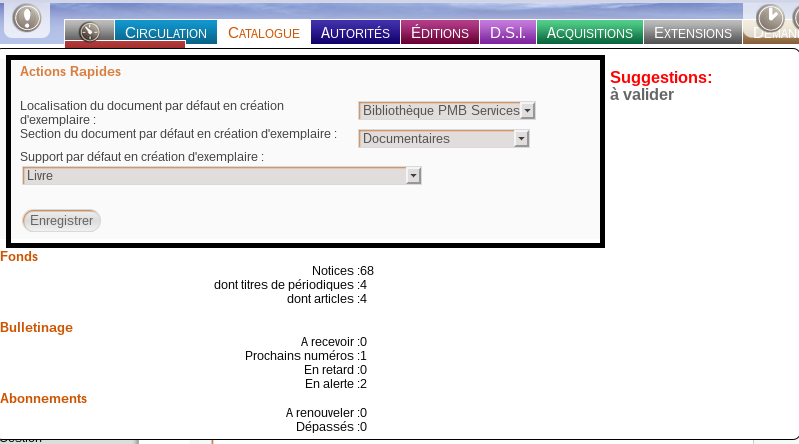 Circulation Catalogue Autorités Éditions D.S.I. Acquisitions Extensions
Actions Rapides
Suggestions:
à valider
Localisation du document par défaut en création
d'exemplaire :
Bibliothèque PMB Services
Section du document par défaut en création d'exemplaire :
Documentaires
Support par défaut en création d'exemplaire :
Livre
Enregistrer
Fonds
Notices :68
dont titres de périodiques :4
dont articles :4
Bulletinage
A recevoir :0
Prochains numéros :1
En retard :0
En alerte :2
Abonnements
A renouveler :0
Dépassés :0